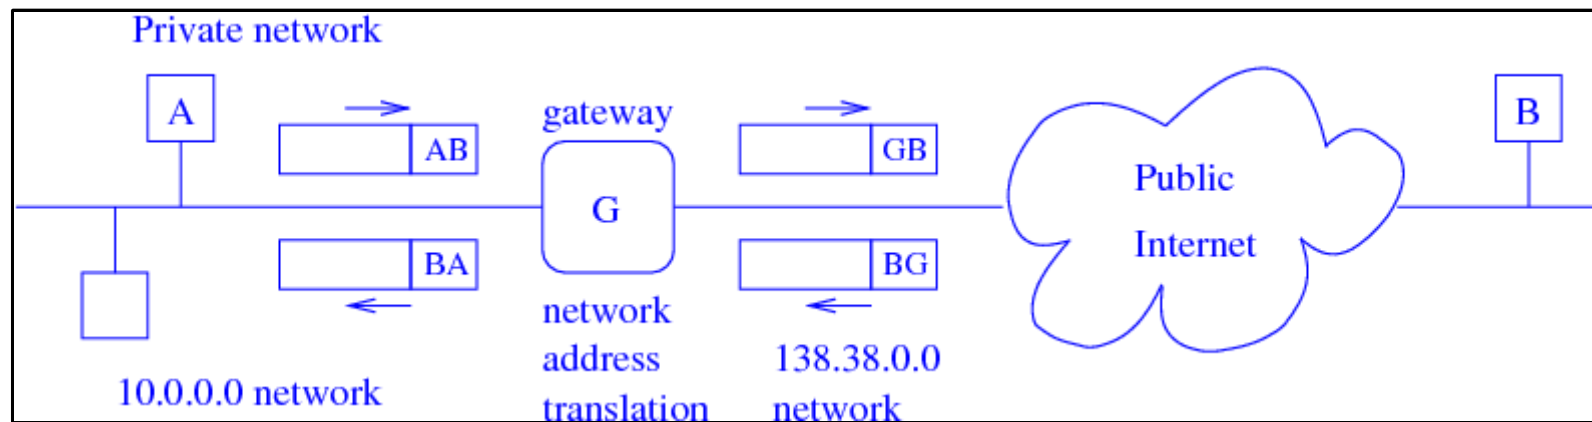 Private network
A
AB
gateway
GB
B
G
Public
Internet
BA
BG
network
address
translation
138.38.0.0
network
10.0.0.0 network